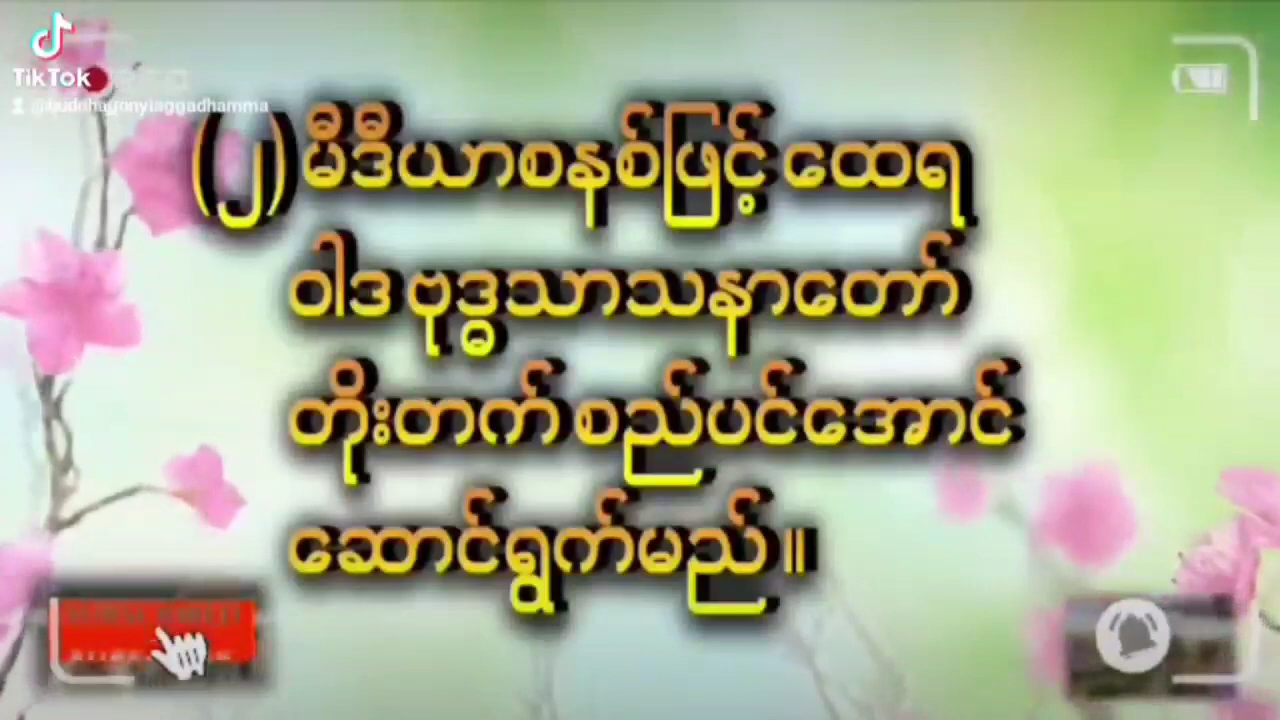 TikTok
@buddhagonyiaggadhamma
(၂) မီဒီယာစနစ်ဖြင့် ထေရ
ဝါဒ ဗုဒ္ဓသာသနာတော်
တိုးတက် စည်ပင်အောင်
ဆောင်ရွက်မည်။